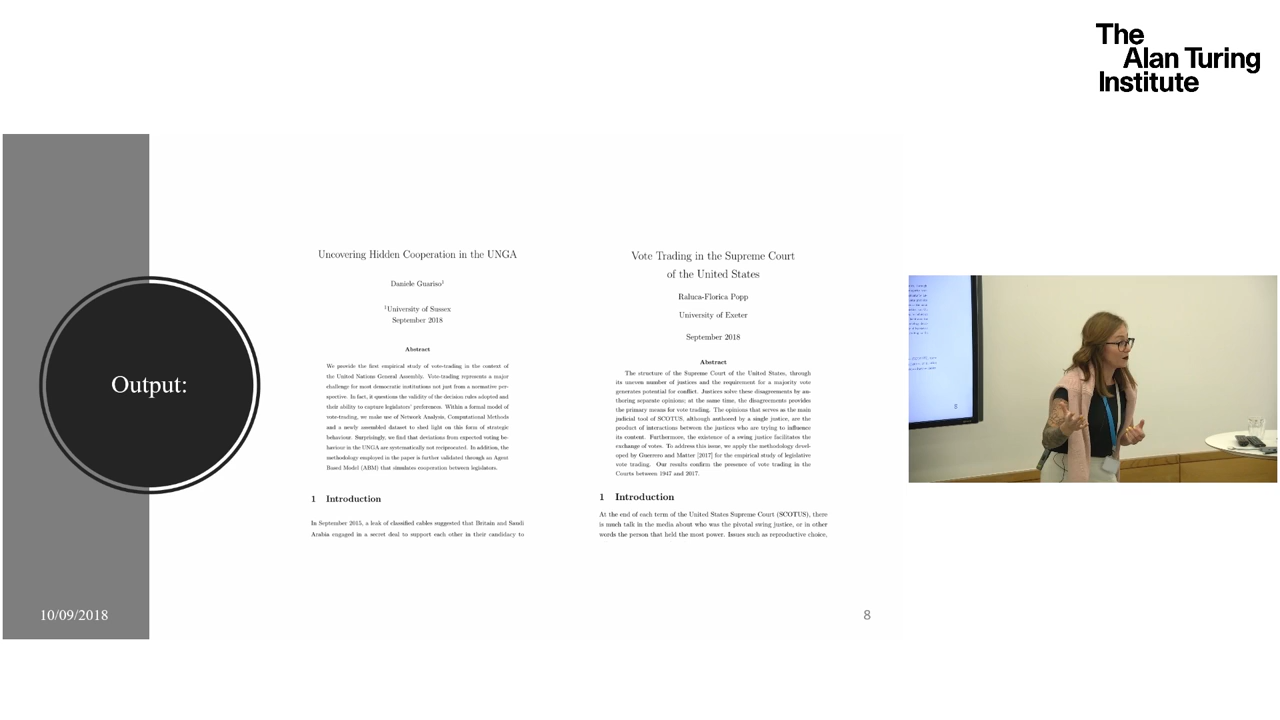 The
Alan Turing
Institute
Output:
10/09/2018
Uncovering Hidden Cooperation in the UNGA
Daniele Guariso¹
¹University of Sussex
September 2018
Abstract
We provide the first empirical study of vote-trading in the context of
the United Nations General Assembly. Vote-trading represents a major
challenge for most democratic institutions not just from a normative per-
spective. In fact, it questions the validity of the decision rules adopted and
their ability to capture legislators' preferences. Within a formal model of
vote-trading, we make use of Network Analysis, Computational Methods
and a newly assembled dataset to shed light on this form of strategic
behaviour. Surprisingly, we find that deviations from expected voting be-
haviour in the UNGA are systematically not reciprocated. In addition, the
methodology employed in the paper is further validated through an Agent
Based Model (ABM) that simulates cooperation between legislators.
1 Introduction
In September 2015, a leak of classified cables suggested that Britain and Saudi
Arabia engaged in a secret deal to support each other in their candidacy to
Vote Trading in the Supreme Court
of the United States
Raluca-Florica Popp
University of Exeter
September 2018
Abstract
The structure of the Supreme Court of the United States, through
its uneven number of justices and the requirement for a majority vote
generates potential for conflict. Justices solve these disagreements by au-
thoring separate opinions; at the same time, the disagreements provides
the primary means for vote trading. The opinions that serves as the main
judicial tool of SCOTUS, although authored by a single justice, are the
product of interactions between the justices who are trying to influence
its content. Furthermore, the existence of a swing justice facilitates the
exchange of votes. To address this issue, we apply the methodology devel-
oped by Guerrero and Matter [2017] for the empirical study of legislative
vote trading. Our results confirm the presence of vote trading in the
Courts between 1947 and 2017.
1 Introduction
At the end of each term of the United States Supreme Court (SCOTUS), there
is much talk in the media about who was the pivotal swing justice, or in other
words the person that held the most power. Issues such as reproductive choice,
8
8